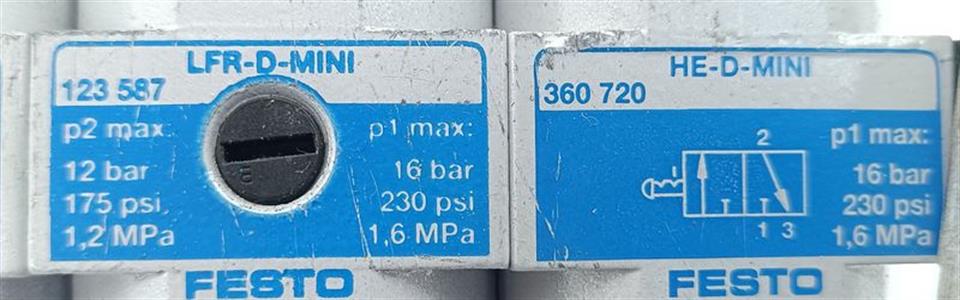 LFR-D-MINI
123 587
p2 max:
12 bar
175 psi
1,2 MPa
p1 max:
16 bar
230 psi
1,6 MPa
FESTO
HE-D-MINI
360 720
2
1 3
p1 max:
16 bar
230 psi
1,6 MPa
FESTO